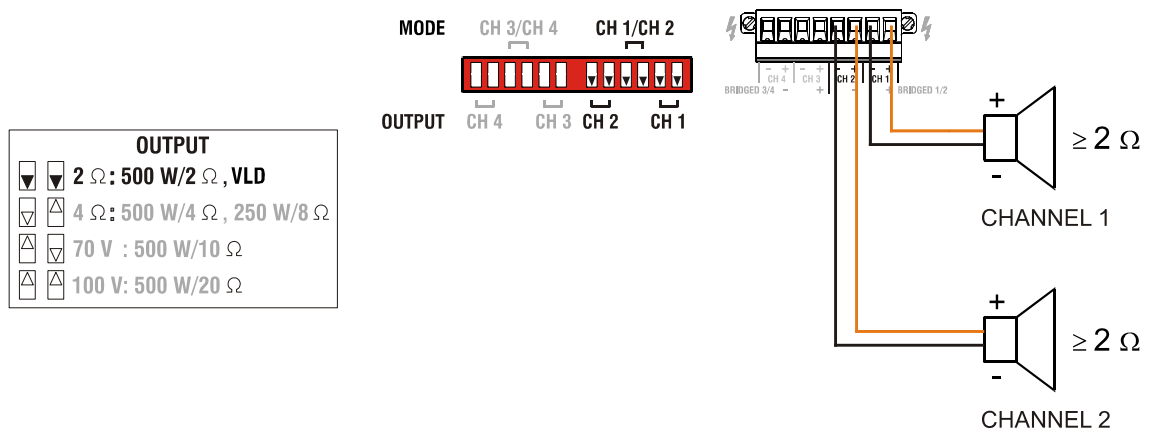 MODE CH 3/CH 4 CH 1/CH 2
OUTPUT CH 4 CH 3 CH 2 CH 1
- + - + - + - +
CH 4 CH 3 CH 2 CH 1
BRIDGED 3/4 - + - + BRIDGED 1/2
OUTPUT
2 Ω: 500 W/2 Ω, VLD
4 Ω: 500 W/4 Ω, 250 W/8 Ω
70 V : 500 W/10 Ω
100 V: 500 W/20 Ω
+
≥ 2 Ω
-
CHANNEL 1
+
≥ 2 Ω
-
CHANNEL 2